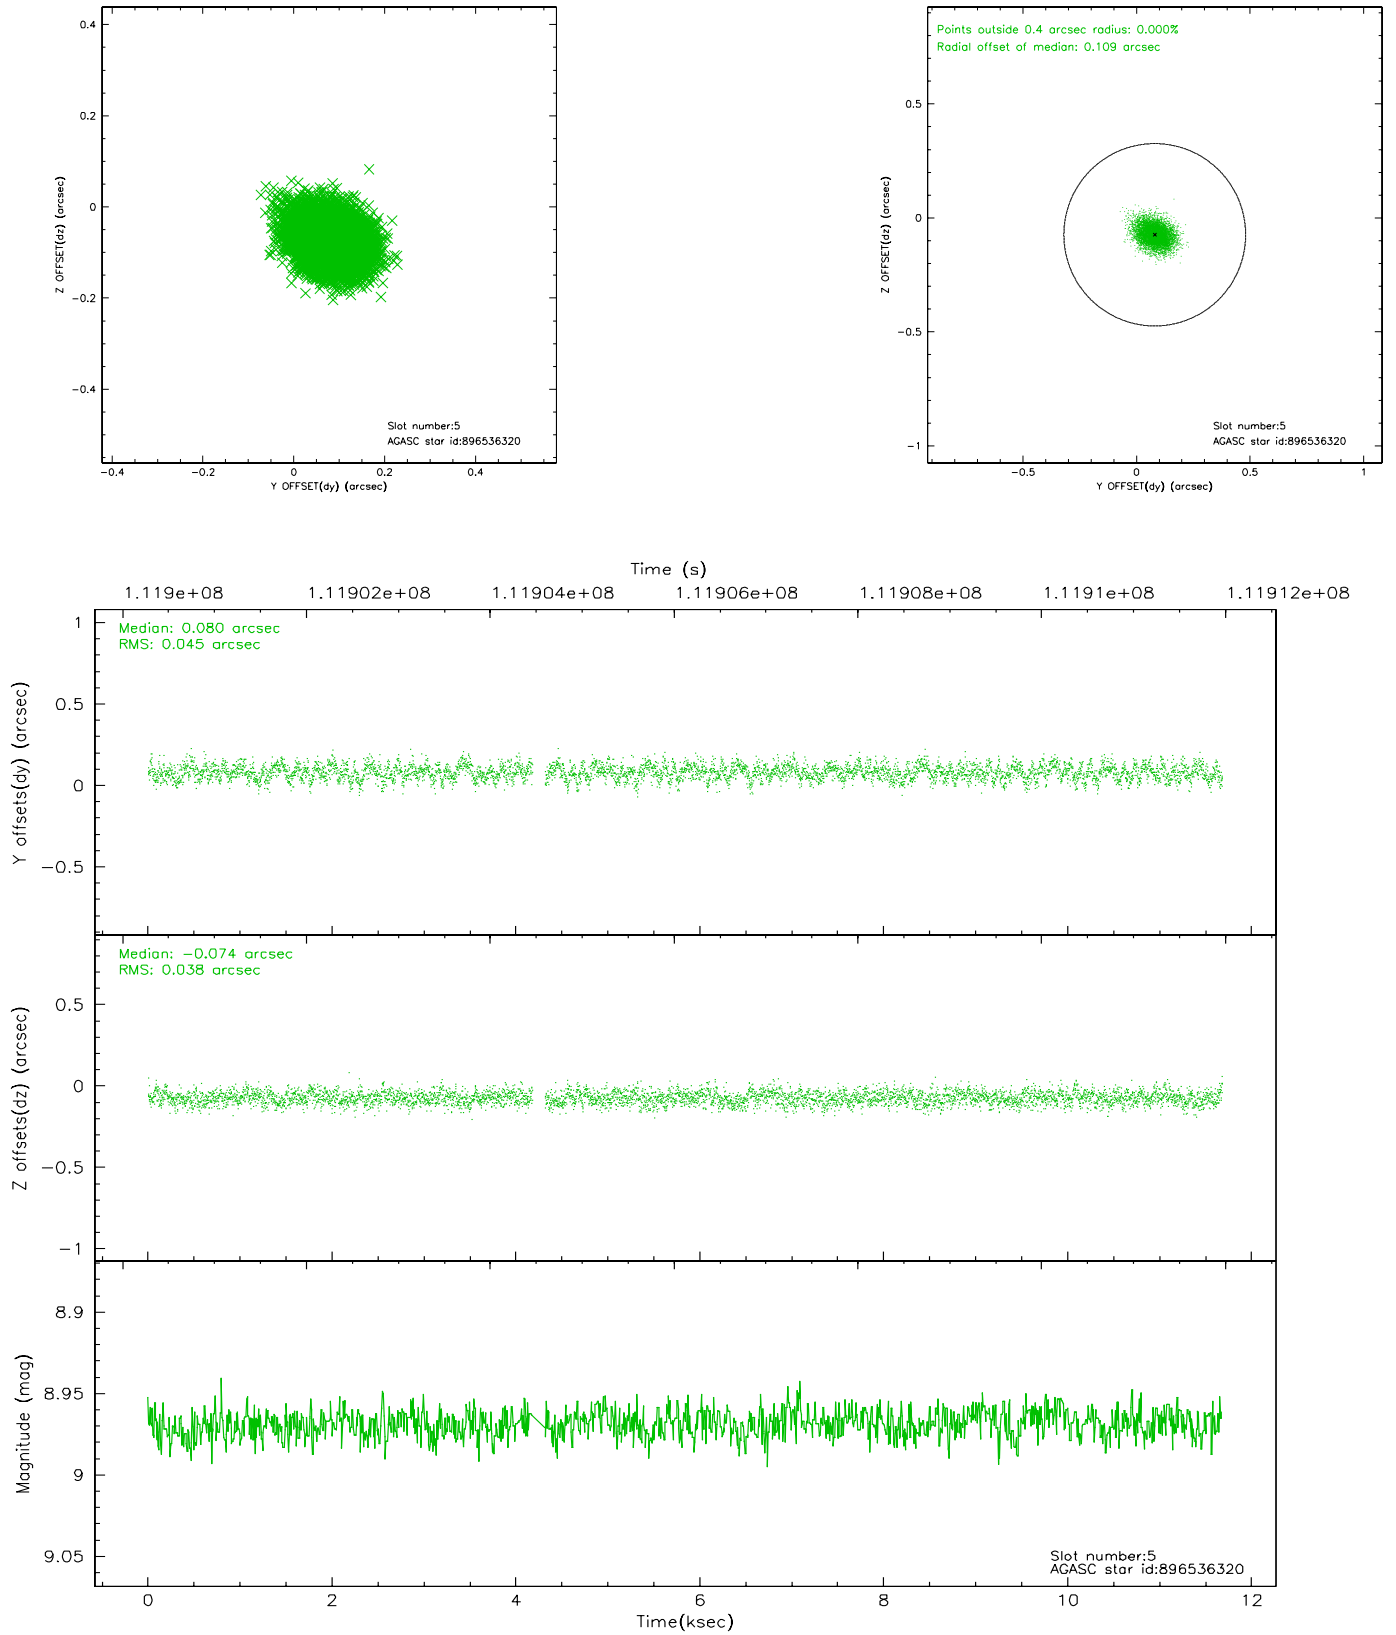 0.4
0.2
0
-0.2
-0.4
Z OFFSET(dz) (arcsec)
Slot number:5
AGASC star id:896536320
-0.4 -0.2 0 0.2 0.4
Y OFFSET(dy) (arcsec)
Points outside 0.4 arcsec radius: 0.000%
Radial offset of median: 0.109 arcsec
0.5
0
-0.5
-1
Z OFFSET(dz) (arcsec)
Slot number:5
AGASC star id:896536320
-0.5 0 0.5 1
Y OFFSET(dy) (arcsec)
Time (s)
1.119e+08 1.11902e+08 1.11904e+08 1.11906e+08 1.11908e+08 1.1191e+08 1.11912e+08
Median: 0.080 arcsec
RMS: 0.045 arcsec
1
0.5
0
-0.5
Y offsets(dy) (arcsec)
Median: -0.074 arcsec
RMS: 0.038 arcsec
0.5
0
-0.5
-1
Z offsets(dz) (arcsec)
8.9
8.95
9
9.05
Magnitude (mag)
Slot number:5
AGASC star id:896536320
0 2 4 6 8 10 12
Time(ksec)